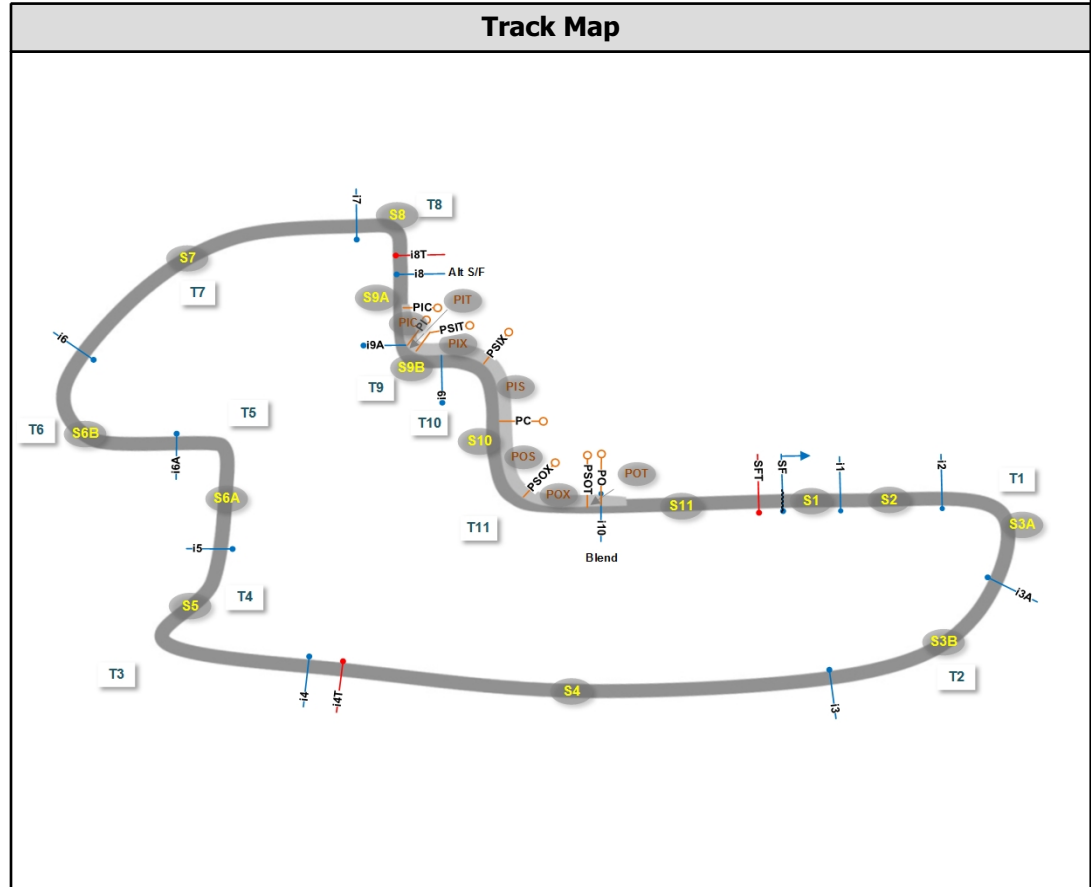 Track Map
i7
S8
T8
i8T
i8
Alt S/F
S7
T7
S9A
PIC
PIT
PIC
PI
PSIT
i6
i9A
PIX
PSIX
S9B
T9
i9
PIS
T10
T5
PC
T6
S6B
i6A
S10
POS
PSOX
PSOT
PO
POT
SFT
SF
i1
i2
T1
S6A
POX
S11
S1
S2
S3A
T11
i10
i5
Blend
S5
T4
i3A
S3B
T3
i4
i4T
S4
i3
T2